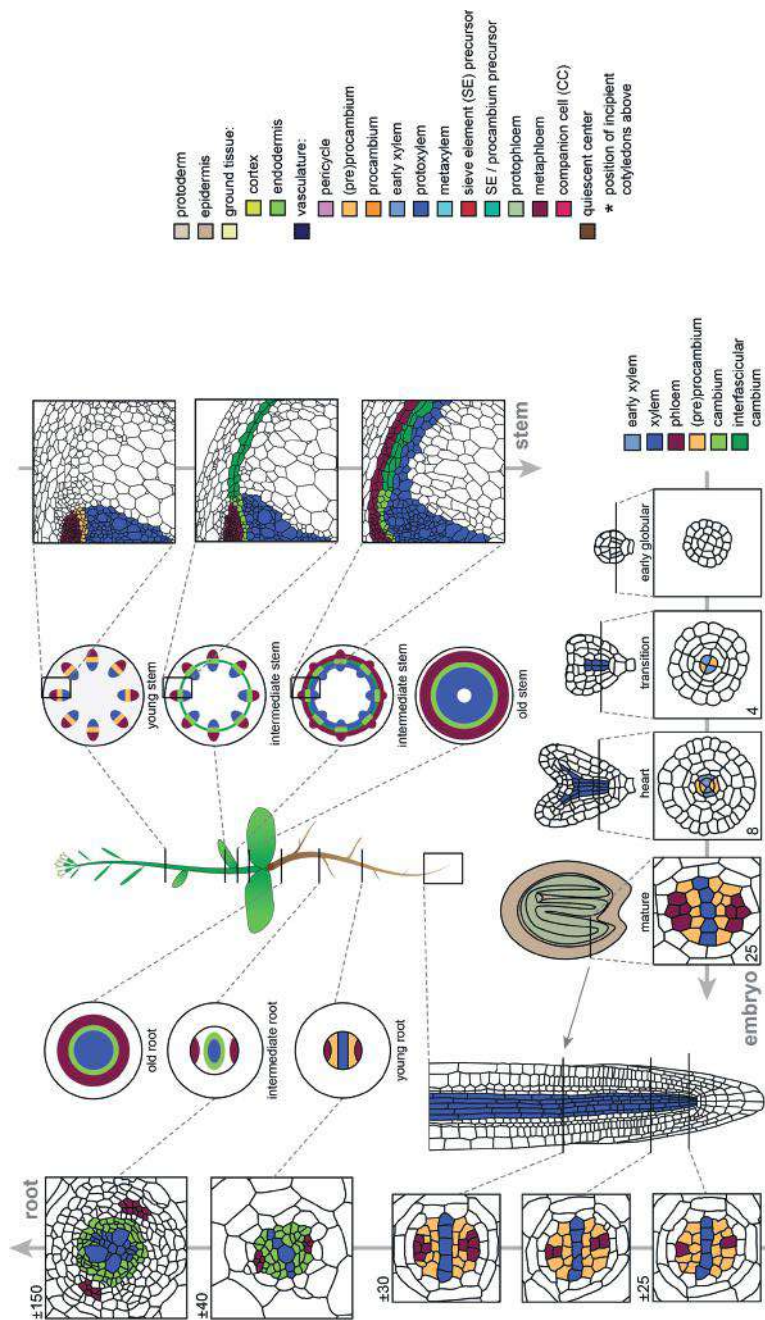 protoderm
epidermis
ground tissue:
cortex
endodermis
vasculature:
pericycle
(pre)procambium
procambium
early xylem
protoxylem
metaxylem
sieve element (SE) precursor
SE / procambium precursor
protophloem
metaphloem
companion cell (CC)
quiescent center
* position of incipient
cotyledons above
young stem
intermediate stem
intermediate stem
old stem
stem
old root
intermediate root
young root
root
±150
±40
±30
±25
embryo
mature
25
heart
8
transition
4
early globular
early xylem
xylem
phloem
(pre)procambium
cambium
interfascicular
cambium